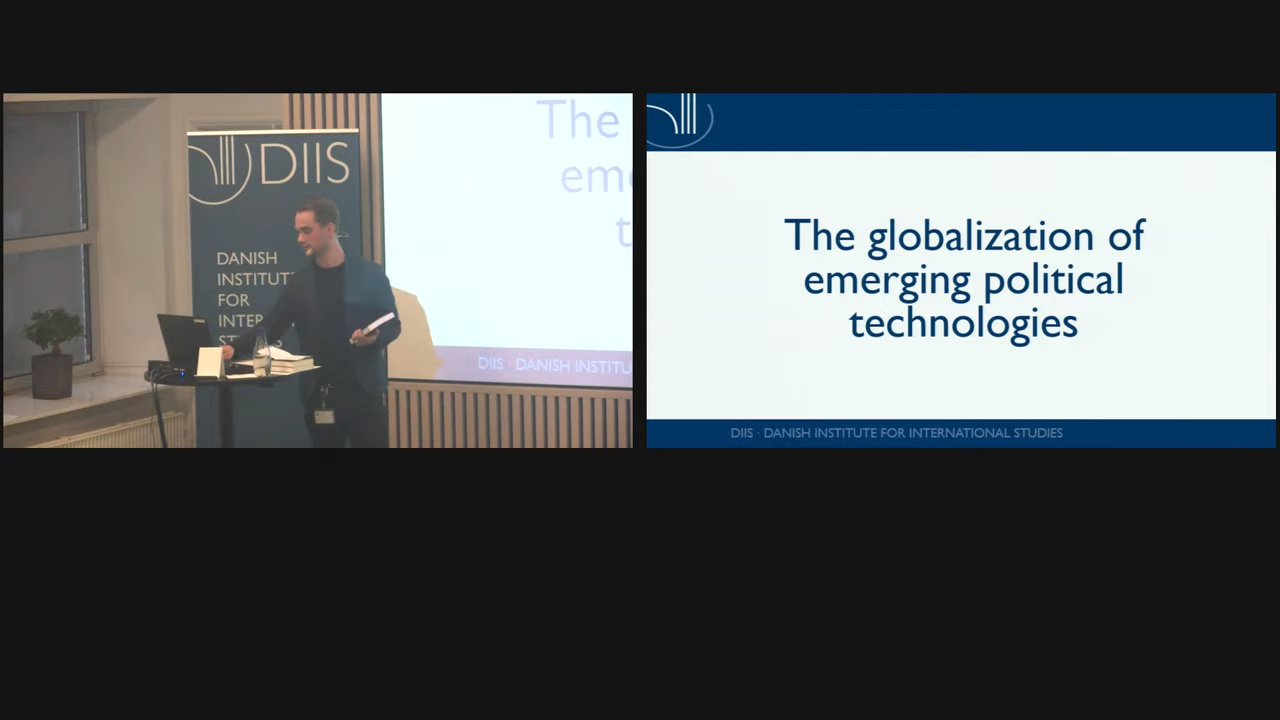 DIIS
DANISH
INSTITUT
FOR
INTER
ST
The
eme
t
DIIS · DANISH INSTITU
The globalization of
emerging political
technologies
DIIS · DANISH INSTITUTE FOR INTERNATIONAL STUDIES